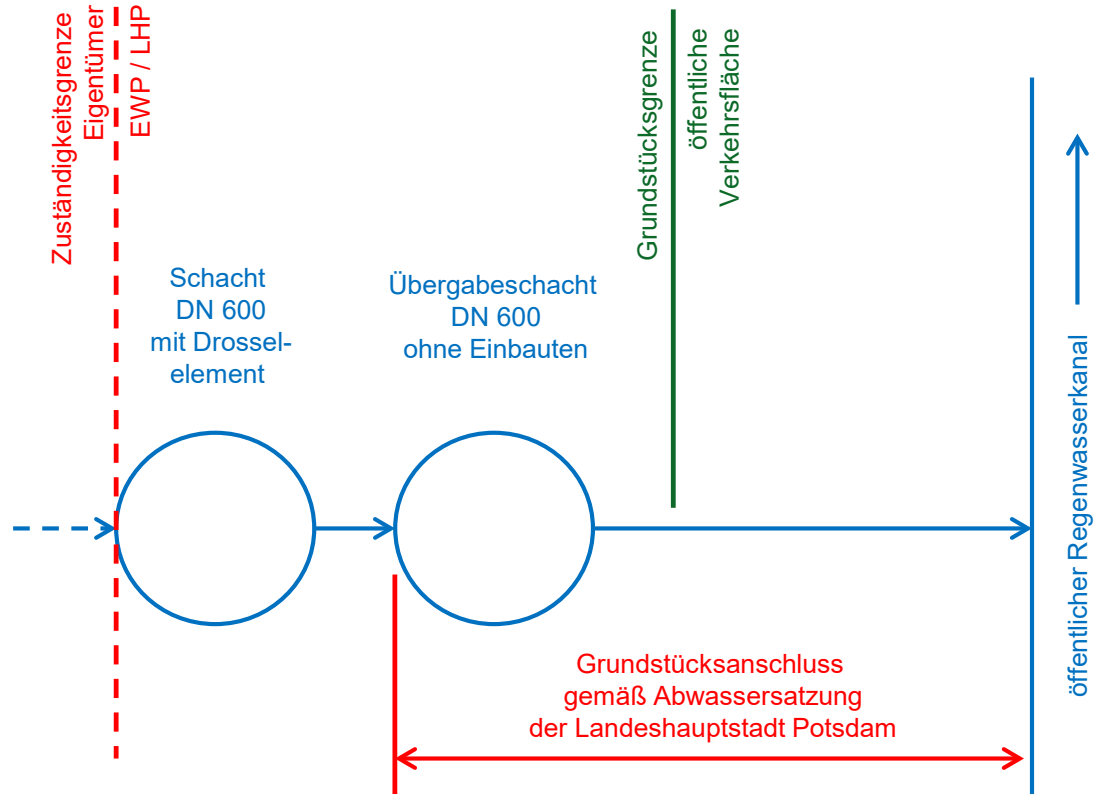 Zuständigkeitsgrenze
Eigentümer
EWP / LHP
Grundstücksgrenze
öffentliche
Verkehrsfläche
Schacht
DN 600
mit Drossel-
element
Übergabeschacht
DN 600
ohne Einbauten
öffentlicher Regenwasserkanal
Grundstücksanschluss
gemäß Abwassersatzung
der Landeshauptstadt Potsdam